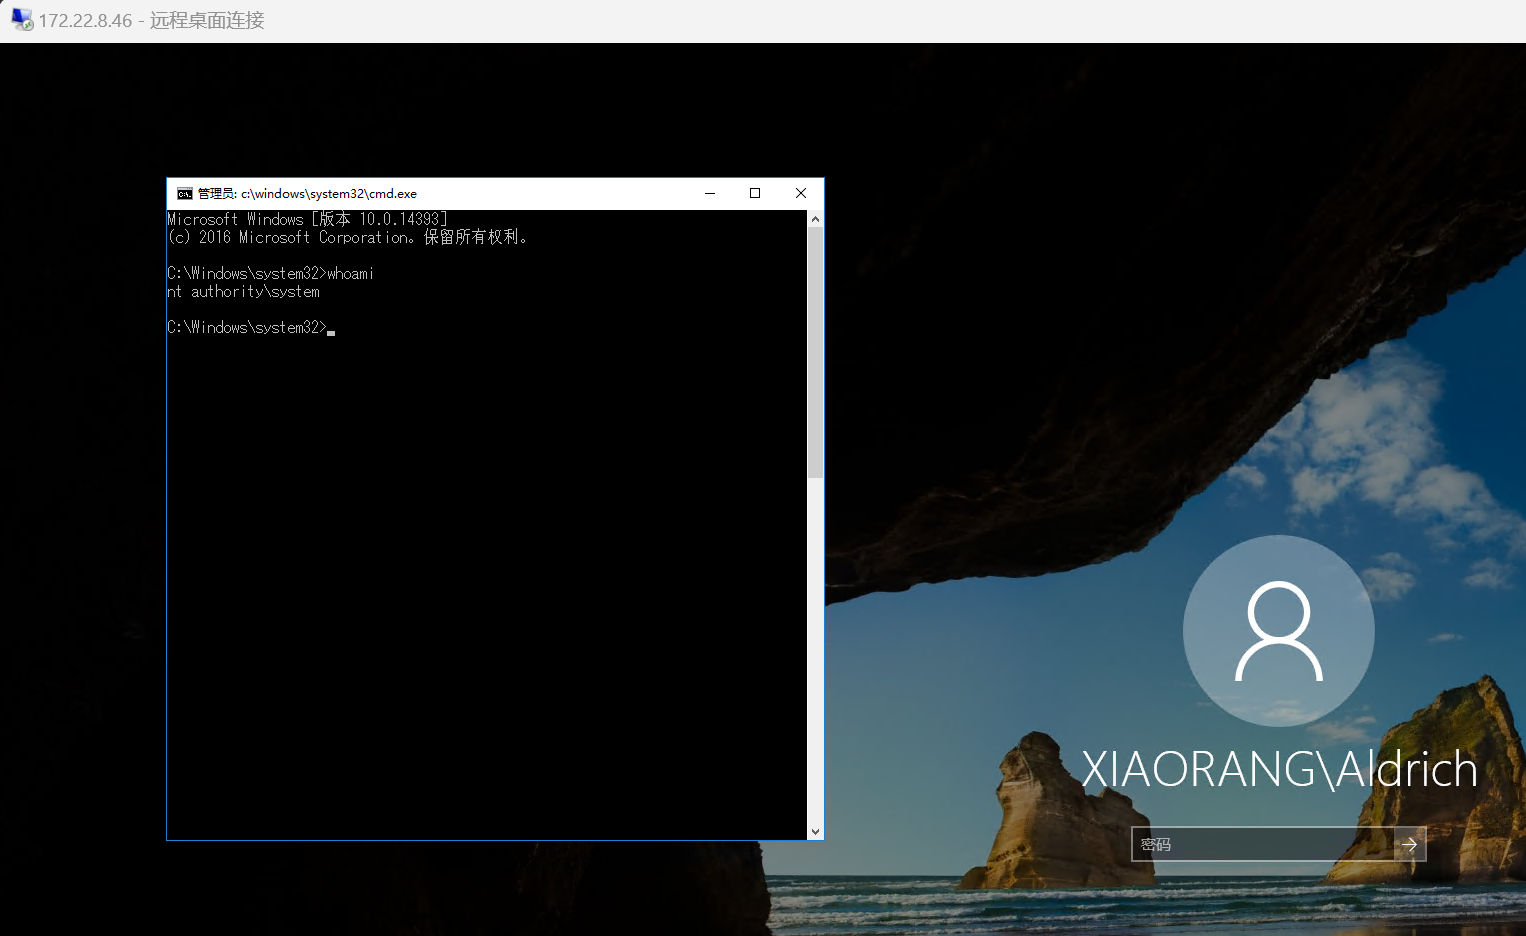 172.22.8.46 - 远程桌面连接
管理员: c:\windows\system32\cmd.exe
Microsoft Windows [版本 10.0.14393]
(c) 2016 Microsoft Corporation。保留所有权利。
C:\Windows\system32>whoami
nt authority\system
C:\Windows\system32>
XIAORANG\Aldrich
密码